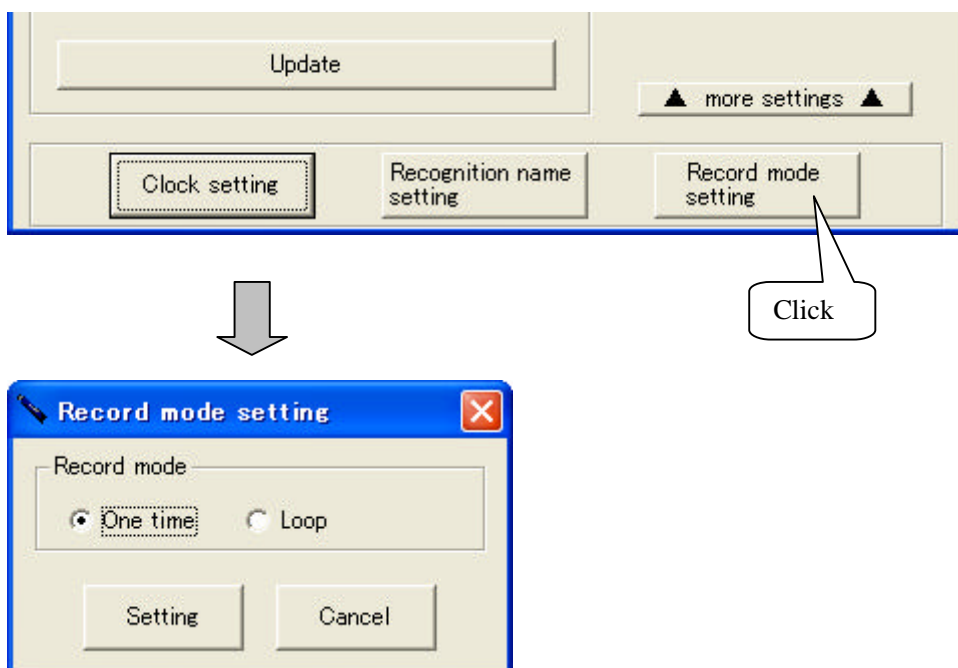 Update
▲ more settings ▲
Clock setting
Recognition name
setting
Record mode
setting
Click
Record mode setting
Record mode
One time
Loop
Setting
Cancel